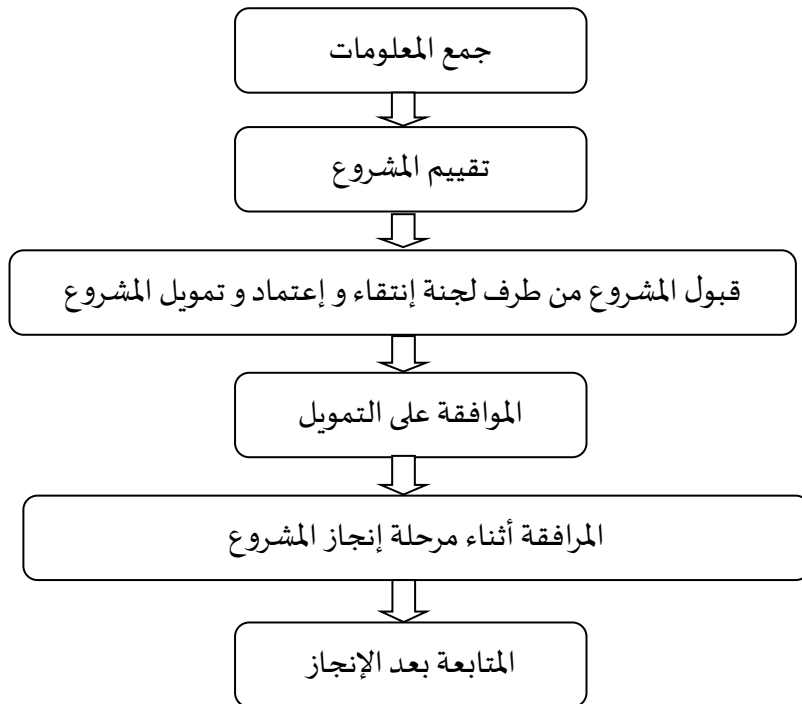 جمع المعلومات
تقييم المشروع
قبول المشروع من طرف لجنة إنتقاء و إعتماد و تمويل المشروع
الموافقة على التمويل
المرافقة أثناء مرحلة إنجاز المشروع
المتابعة بعد الإنجاز